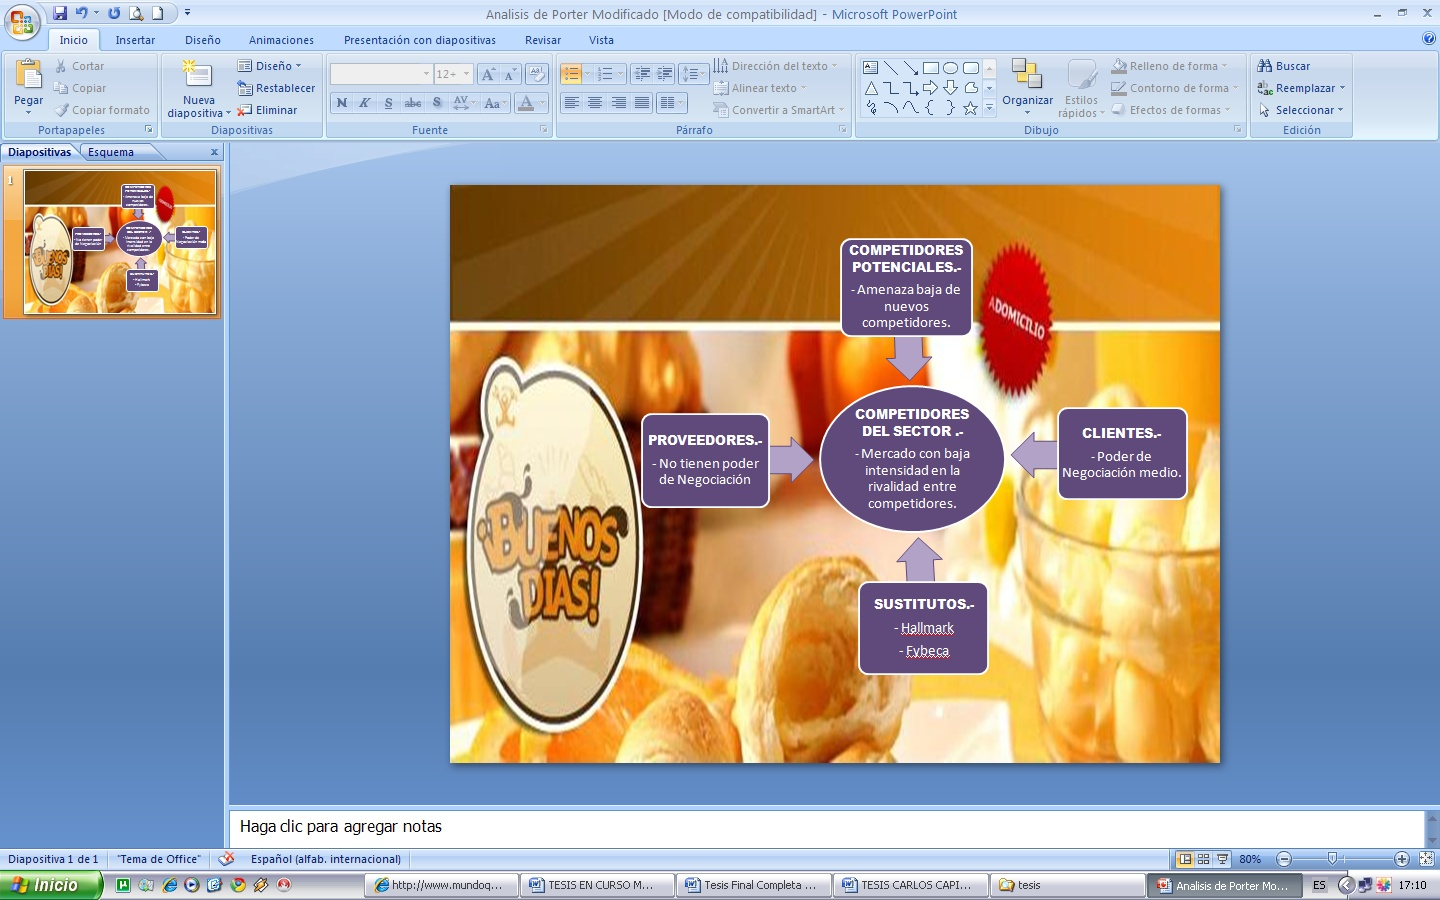 Analisis de Porter Modificado [Modo de compatibilidad] - Microsoft PowerPoint
Inicio Insertar Diseño Animaciones Presentación con diapositivas Revisar Vista
Pegar
Cortar
Copiar
Copiar formato
Portapapeles
Nueva diapositiva
Diseño
Restablecer
Eliminar
Diapositivas
12+
N K S abc S AV Aa A
Fuente
Dirección del texto
Alinear texto
Convertir a SmartArt
Párrafo
Organizar
Estilos rápidos
Relleno de forma
Contorno de forma
Efectos de formas
Dibujo
Buscar
Reemplazar
Seleccionar
Edición
Diapositivas Esquema x
1
COMPETIDORES
POTENCIALES.-
- Amenaza baja de
nuevos
competidores.
A DOMICILIO
PROVEEDORES.-
- No tienen poder
de Negociación
COMPETIDORES
DEL SECTOR .-
- Mercado con baja
intensidad en la
rivalidad entre
competidores.
CLIENTES.-
- Poder de
Negociación medio.
¡BUENOS
DIAS!
SUSTITUTOS.-
- Hallmark
- Fybeca
Haga clic para agregar notas
Diapositiva 1 de 1 "Tema de Office" Español (alfab. internacional) 80%
Inicio http://www.mundoq... TESIS EN CURSO M... Tesis Final Completa ... TESIS CARLOS CAPI... tesis Analisis de Porter Mo... ES 17:10